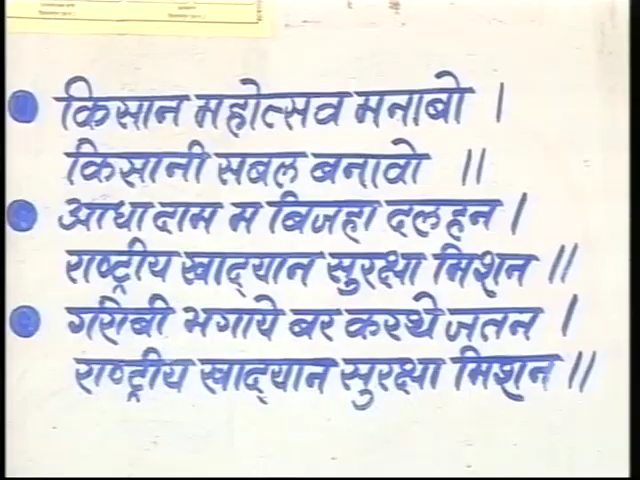 किसान महोत्सव मनाबो ।
किसानी सबल बनावो ॥
आधा दाम म बिजहा दलहन ।
राष्ट्रीय खाद्यान सुरक्षा मिशन ॥
गरीबी भगाये बर करथे जतन ।
राष्ट्रीय खाद्यान सुरक्षा मिशन ॥